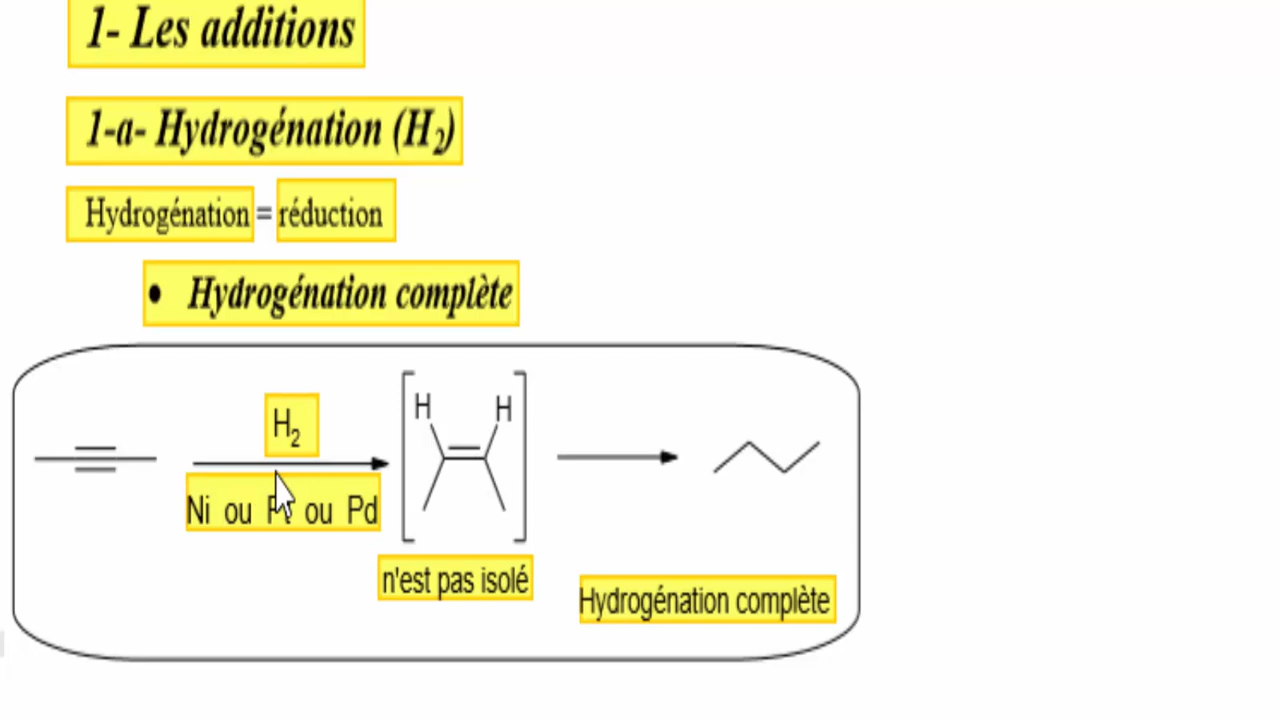 1- Les additions
1-a- Hydrogénation (H₂)
Hydrogénation = réduction
• Hydrogénation complète
H₂
Ni ou Pt ou Pd
H H
n'est pas isolé
Hydrogénation complète